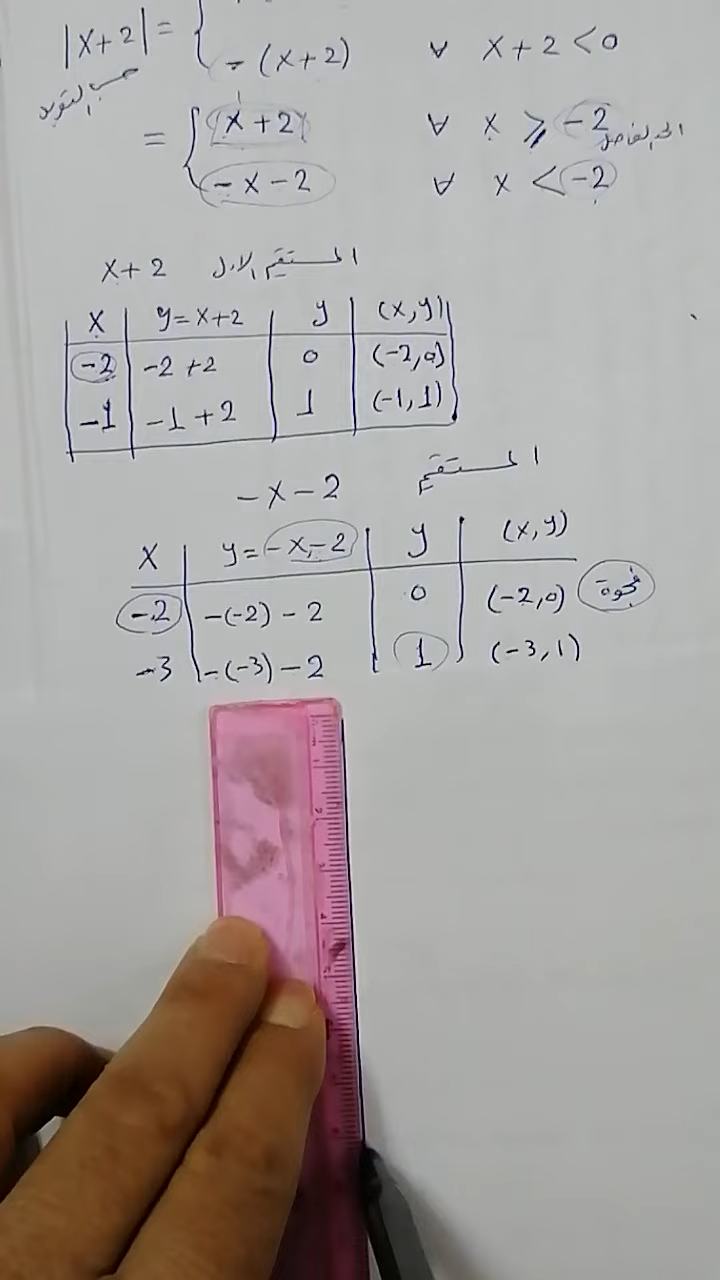 |x+2| = {
-(x+2) ∀ x+2 < 0
حسب التعريف
= { (x+2) ∀ x ⩾ -2 الحد الفاصل
-x-2 ∀ x < -2
x+2 المستقيم الاول
x y=x+2 y (x,y)
-2 -2+2 0 (-2,0)
-1 -1+2 1 (-1,1)
-x-2 المستقيم
x y=-x-2 y (x,y)
-2 -(-2)-2 0 (-2,0) فجوة
-3 -(-3)-2 1 (-3,1)